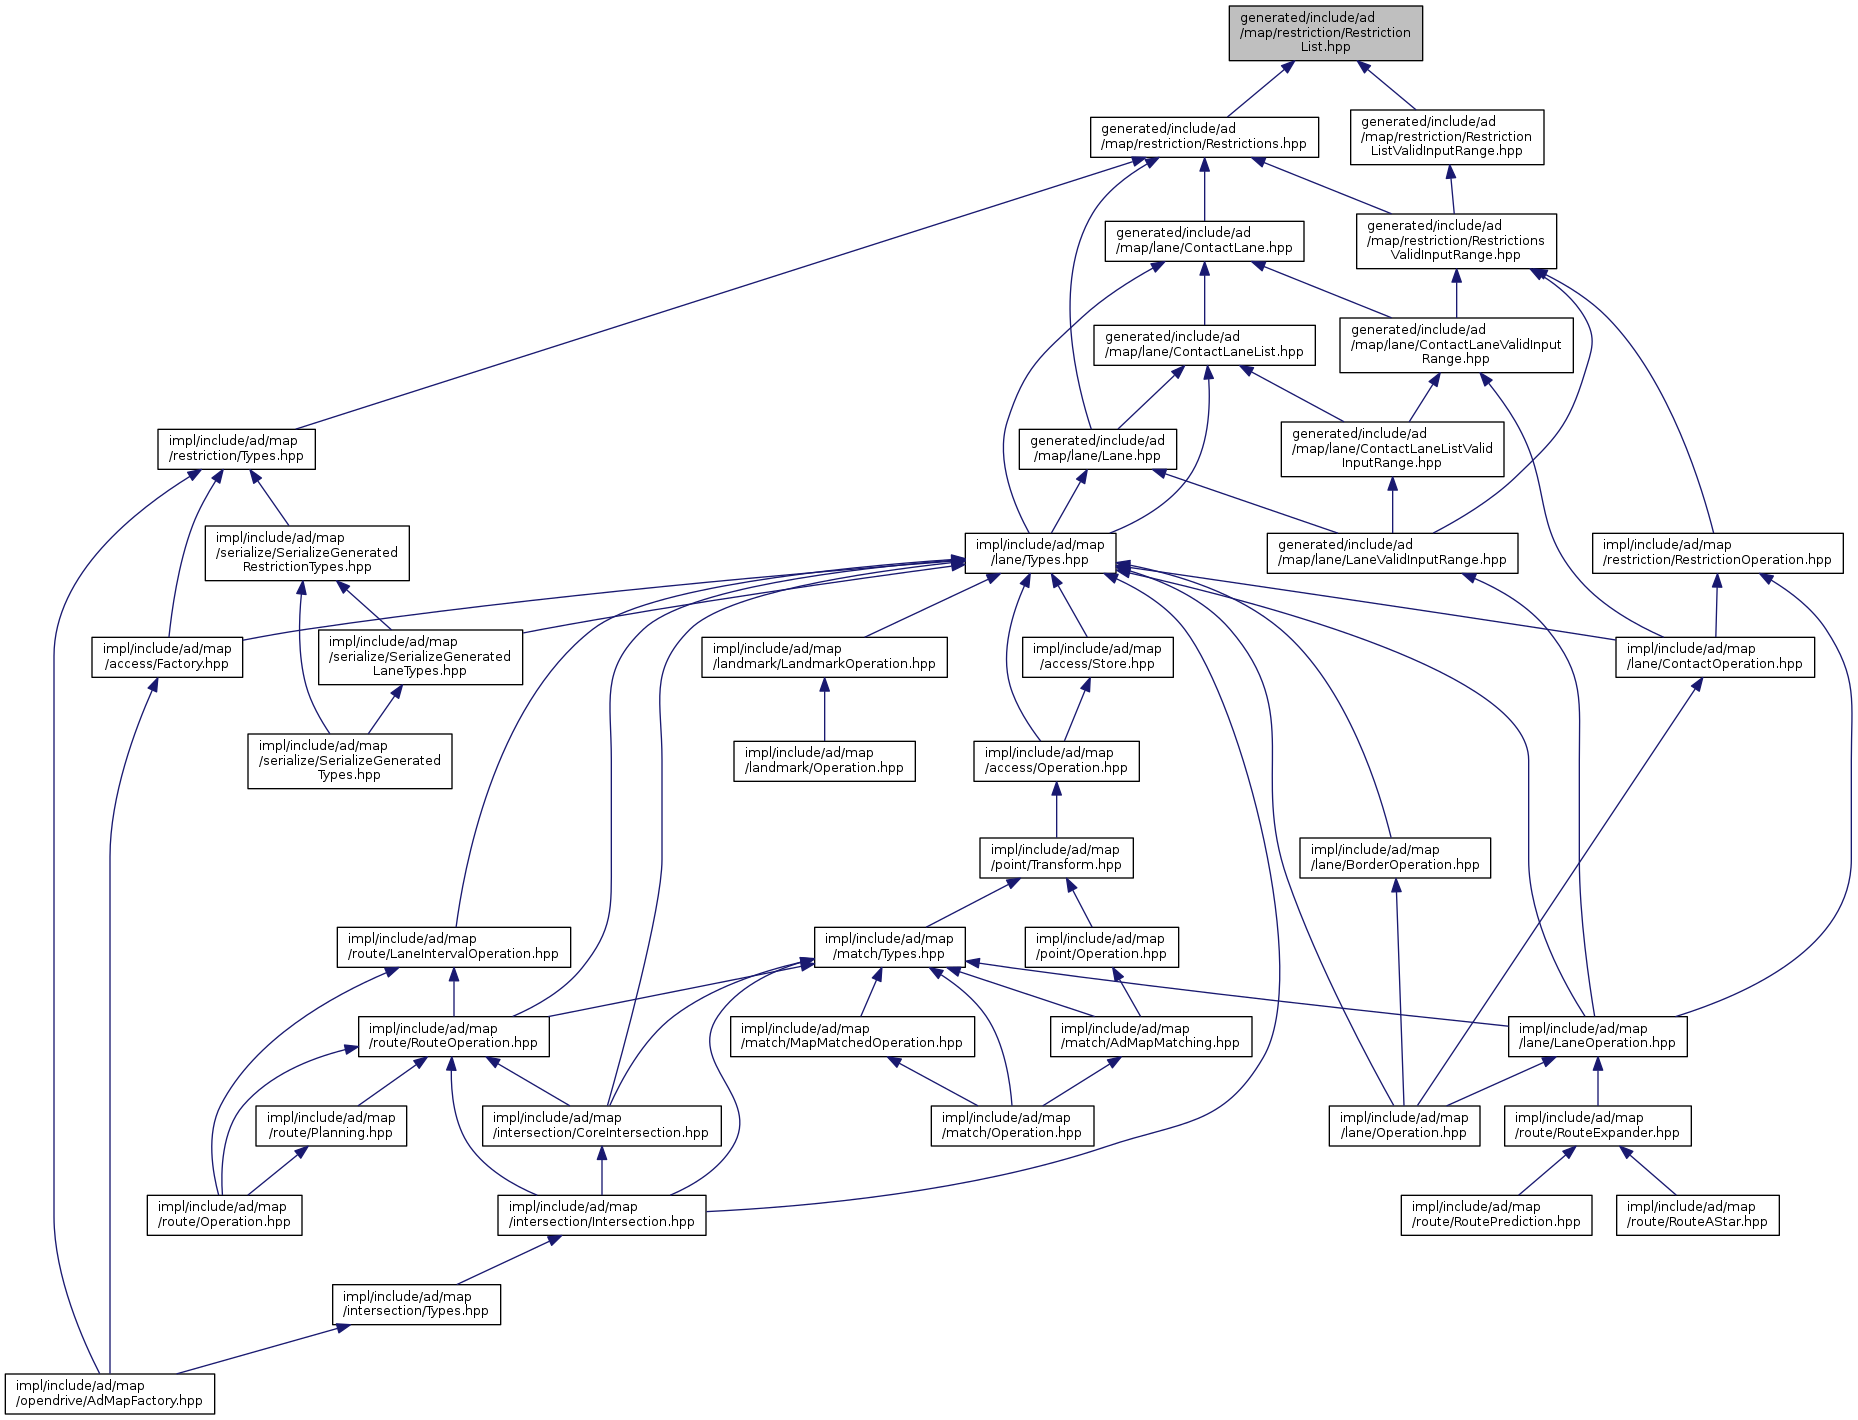 generated/include/ad
/map/restriction/Restriction
List.hpp
generated/include/ad
/map/restriction/Restrictions.hpp
generated/include/ad
/map/restriction/Restriction
ListValidInputRange.hpp
generated/include/ad
/map/lane/ContactLane.hpp
generated/include/ad
/map/restriction/Restrictions
ValidInputRange.hpp
generated/include/ad
/map/lane/ContactLaneList.hpp
generated/include/ad
/map/lane/ContactLaneValidInput
Range.hpp
impl/include/ad/map
/restriction/Types.hpp
generated/include/ad
/map/lane/Lane.hpp
generated/include/ad
/map/lane/ContactLaneListValid
InputRange.hpp
impl/include/ad/map
/serialize/SerializeGenerated
RestrictionTypes.hpp
impl/include/ad/map
/lane/Types.hpp
generated/include/ad
/map/lane/LaneValidInputRange.hpp
impl/include/ad/map
/restriction/RestrictionOperation.hpp
impl/include/ad/map
/access/Factory.hpp
impl/include/ad/map
/serialize/SerializeGenerated
LaneTypes.hpp
impl/include/ad/map
/landmark/LandmarkOperation.hpp
impl/include/ad/map
/access/Store.hpp
impl/include/ad/map
/lane/ContactOperation.hpp
impl/include/ad/map
/serialize/SerializeGenerated
Types.hpp
impl/include/ad/map
/landmark/Operation.hpp
impl/include/ad/map
/access/Operation.hpp
impl/include/ad/map
/point/Transform.hpp
impl/include/ad/map
/lane/BorderOperation.hpp
impl/include/ad/map
/route/LaneIntervalOperation.hpp
impl/include/ad/map
/match/Types.hpp
impl/include/ad/map
/point/Operation.hpp
impl/include/ad/map
/route/RouteOperation.hpp
impl/include/ad/map
/match/MapMatchedOperation.hpp
impl/include/ad/map
/match/AdMapMatching.hpp
impl/include/ad/map
/lane/LaneOperation.hpp
impl/include/ad/map
/route/Planning.hpp
impl/include/ad/map
/intersection/CoreIntersection.hpp
impl/include/ad/map
/match/Operation.hpp
impl/include/ad/map
/lane/Operation.hpp
impl/include/ad/map
/route/RouteExpander.hpp
impl/include/ad/map
/route/Operation.hpp
impl/include/ad/map
/intersection/Intersection.hpp
impl/include/ad/map
/route/RoutePrediction.hpp
impl/include/ad/map
/route/RouteAStar.hpp
impl/include/ad/map
/intersection/Types.hpp
impl/include/ad/map
/opendrive/AdMapFactory.hpp